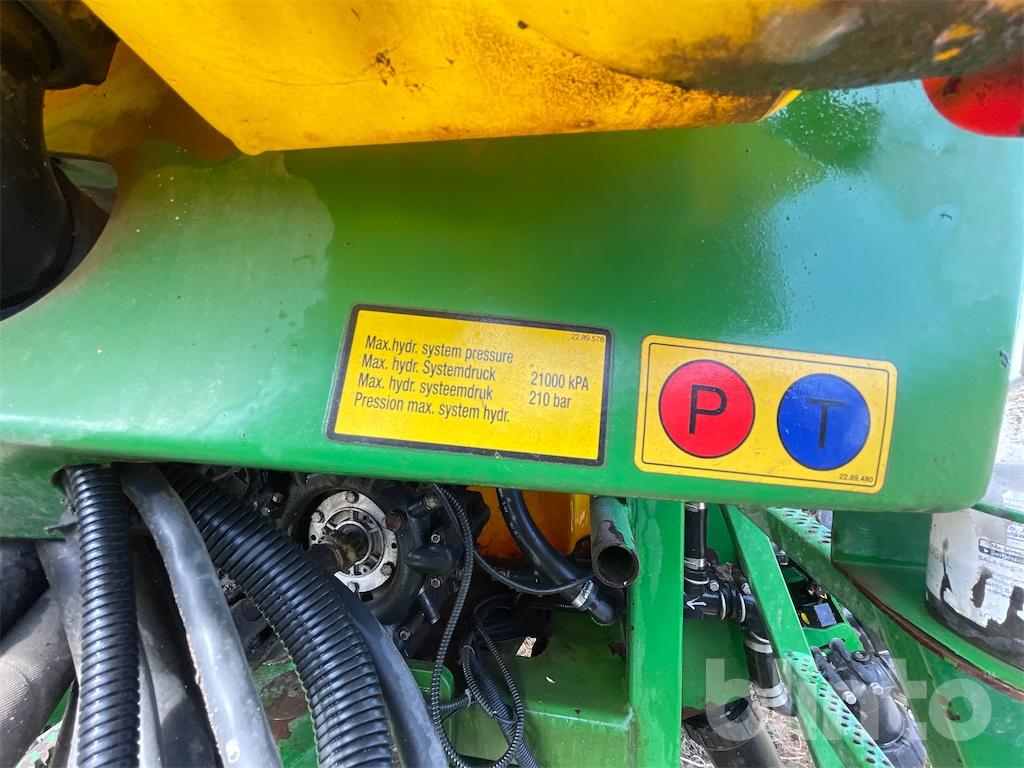 22.89.578
Max.hydr. system pressure
Max. hydr. Systemdruck 21000 kPA
Max. hydr. systeemdruk 210 bar
Pression max. system hydr.
P T
22.89.480
blinto